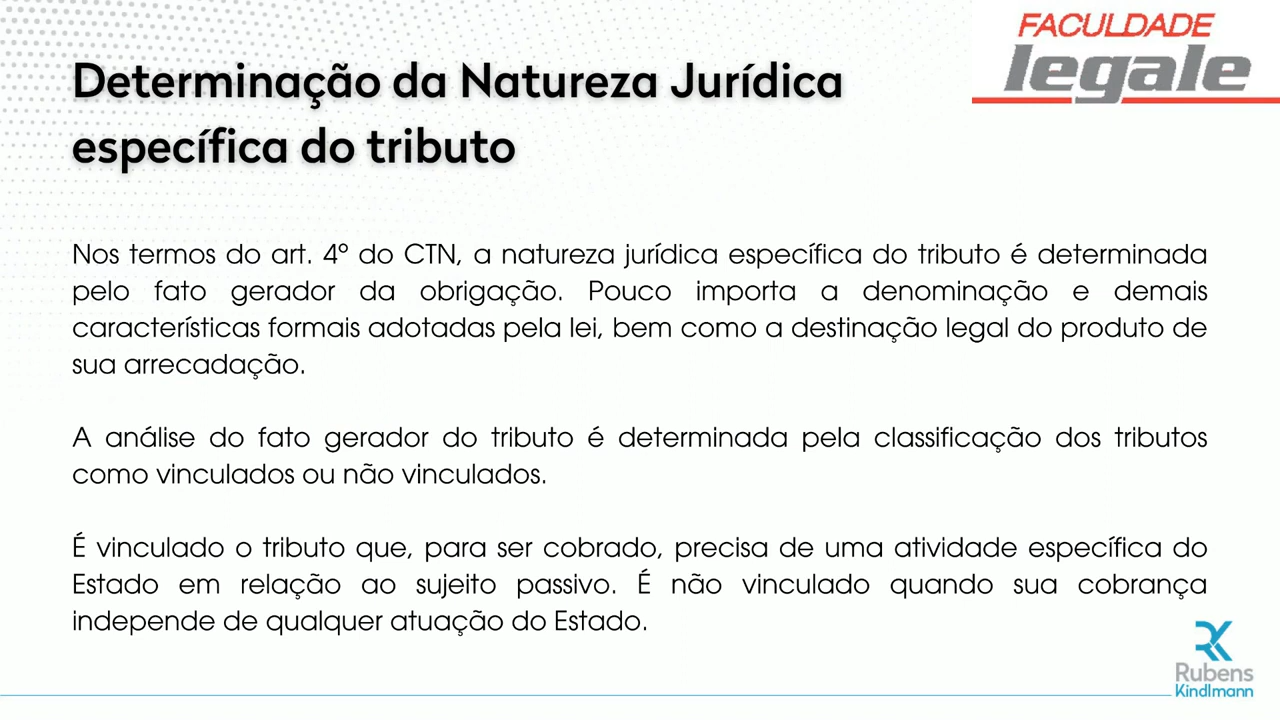 FACULDADE
legale
Determinação da Natureza Jurídica
específica do tributo
Nos termos do art. 4º do CTN, a natureza jurídica específica do tributo é determinada
pelo fato gerador da obrigação. Pouco importa a denominação e demais
características formais adotadas pela lei, bem como a destinação legal do produto de
sua arrecadação.
A análise do fato gerador do tributo é determinada pela classificação dos tributos
como vinculados ou não vinculados.
É vinculado o tributo que, para ser cobrado, precisa de uma atividade específica do
Estado em relação ao sujeito passivo. É não vinculado quando sua cobrança
independe de qualquer atuação do Estado.
RK
Rubens
Kindlmann